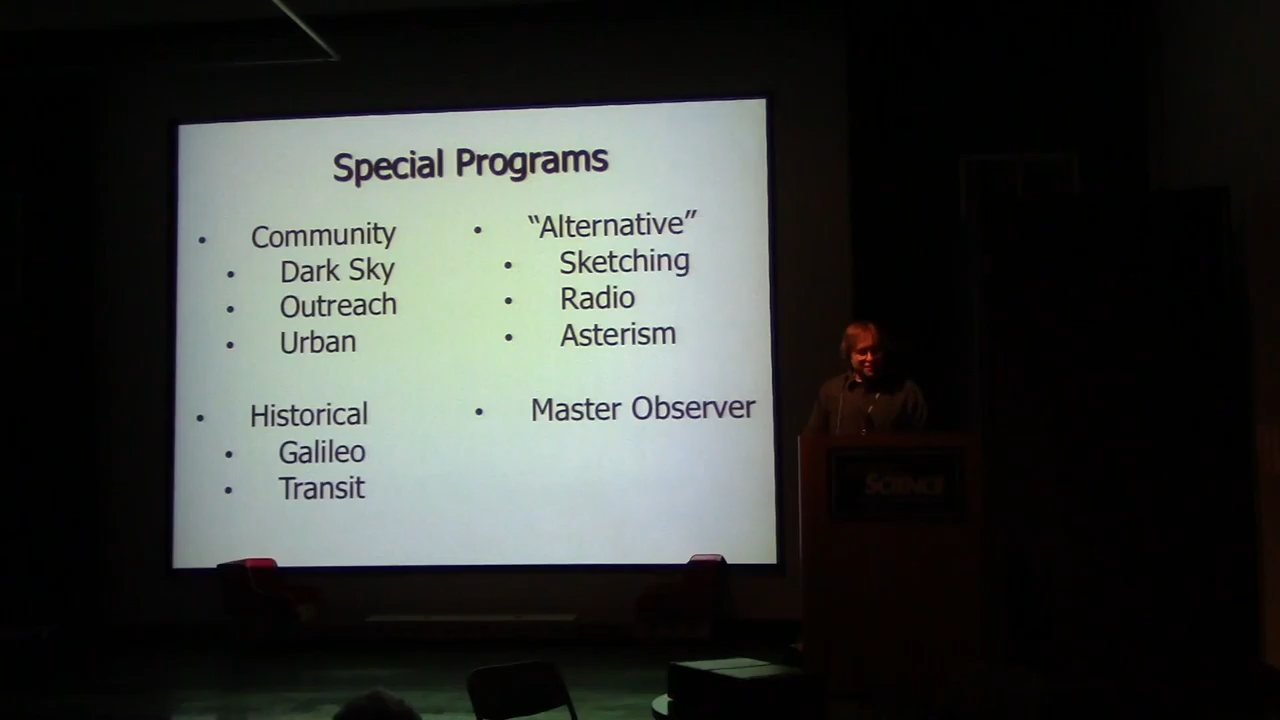 Special Programs
• Community
• Dark Sky
• Outreach
• Urban
• Historical
• Galileo
• Transit
• “Alternative”
• Sketching
• Radio
• Asterism
• Master Observer
SCIENCE